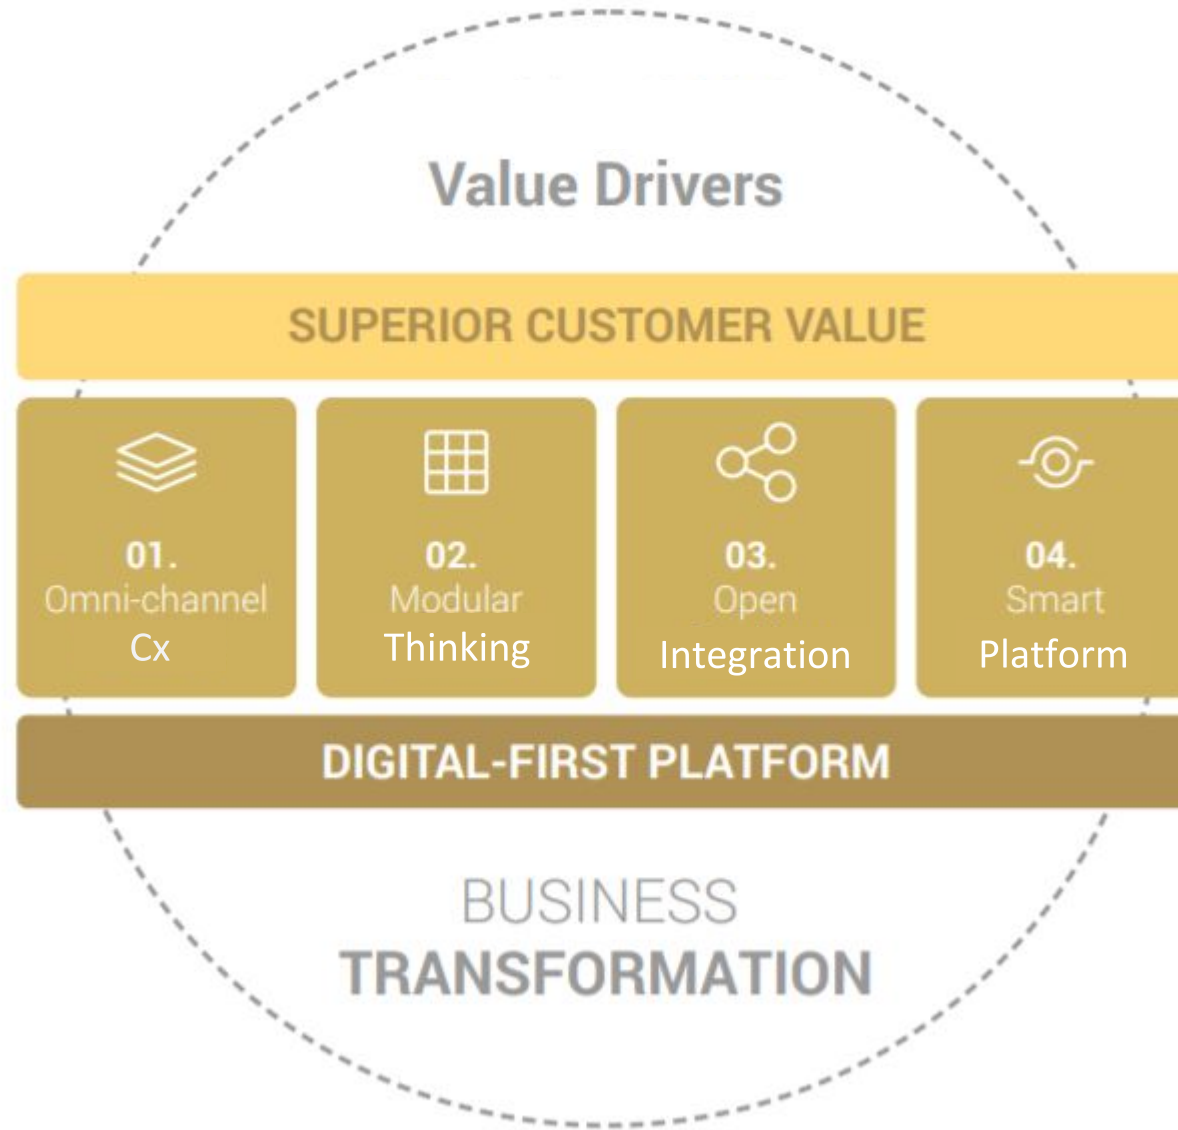 Value Drivers
SUPERIOR CUSTOMER VALUE
01.
Omni-channel
Cx
02.
Modular
Thinking
03.
Open
Integration
04.
Smart
Platform
DIGITAL-FIRST PLATFORM
BUSINESS
TRANSFORMATION